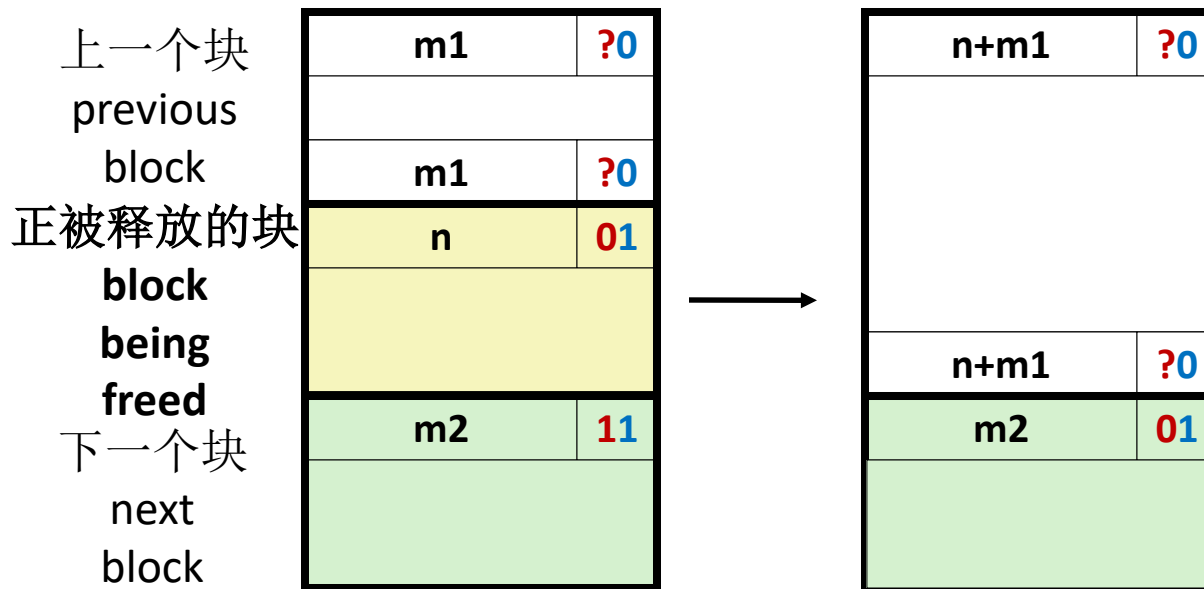 上一个块
previous
block
正被释放的块
block
being
freed
下一个块
next
block
m1 ?0
m1 ?0
n 01
m2 11
n+m1 ?0
n+m1 ?0
m2 01